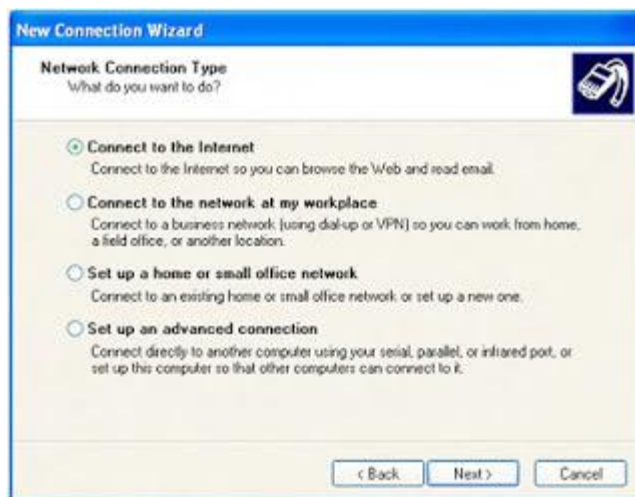 New Connection Wizard
Network Connection Type
What do you want to do?
Connect to the Internet
Connect to the Internet so you can browse the Web and read email.
Connect to the network at my workplace
Connect to a business network (using dial-up or VPN) so you can work from home,
a field office, or another location.
Set up a home or small office network
Connect to an existing home or small office network or set up a new one.
Set up an advanced connection
Connect directly to another computer using your serial, parallel, or infrared port, or
set up this computer so that other computers can connect to it.
< Back Next > Cancel